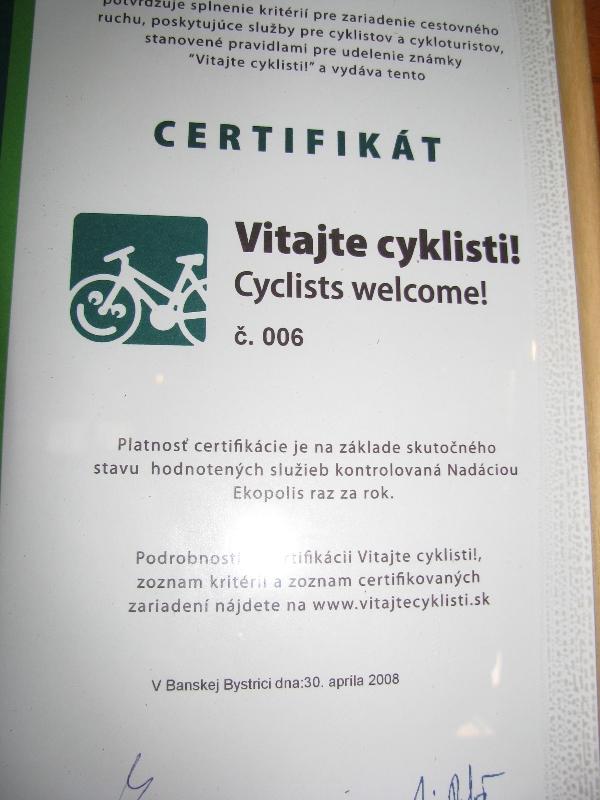 potvrdzuje splnenie kritérií pre zariadenie cestovného
ruchu, poskytujúce služby pre cyklistov a cykloturistov,
stanovené pravidlami pre udelenie známky
"Vitajte cyklisti!" a vydáva tento
CERTIFIKÁT
Vitajte cyklisti!
Cyclists welcome!
č. 006
Platnosť certifikácie je na základe skutočného
stavu hodnotených služieb kontrolovaná Nadáciou
Ekopolis raz za rok.
Podrobnosti certifikácii Vitajte cyklisti!,
zoznam kritérií a zoznam certifikovaných
zariadení nájdete na www.vitajtecyklisti.sk
V Banskej Bystrici dna:30. apríla 2008